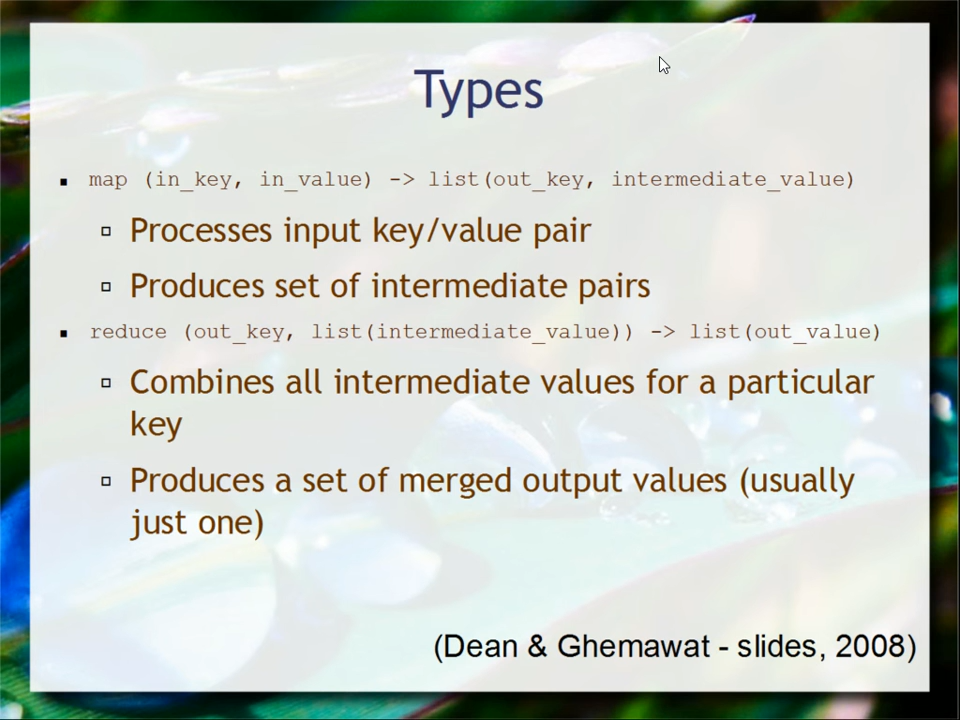 Types
map (in_key, in_value) -> list(out_key, intermediate_value)
Processes input key/value pair
Produces set of intermediate pairs
reduce (out_key, list(intermediate_value)) -> list(out_value)
Combines all intermediate values for a particular
key
Produces a set of merged output values (usually
just one)
(Dean & Ghemawat - slides, 2008)